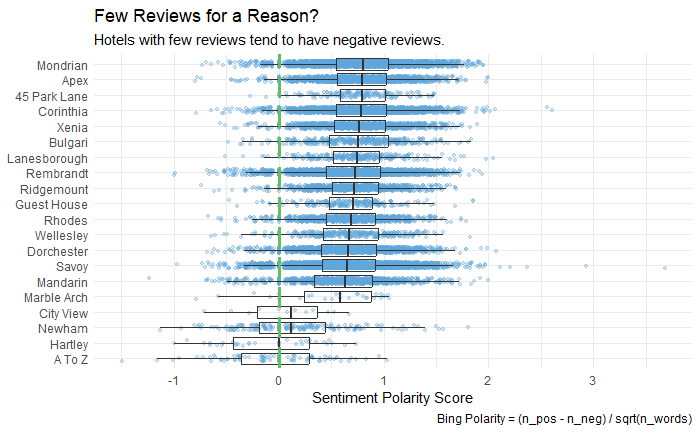 Few Reviews for a Reason?
Hotels with few reviews tend to have negative reviews.
Mondrian
Apex
45 Park Lane
Corinthia
Xenia
Bulgari
Lanesborough
Rembrandt
Ridgemount
Guest House
Rhodes
Wellesley
Dorchester
Savoy
Mandarin
Marble Arch
City View
Newham
Hartley
A To Z
-1 0 1 2 3
Sentiment Polarity Score
Bing Polarity = (n_pos - n_neg) / sqrt(n_words)